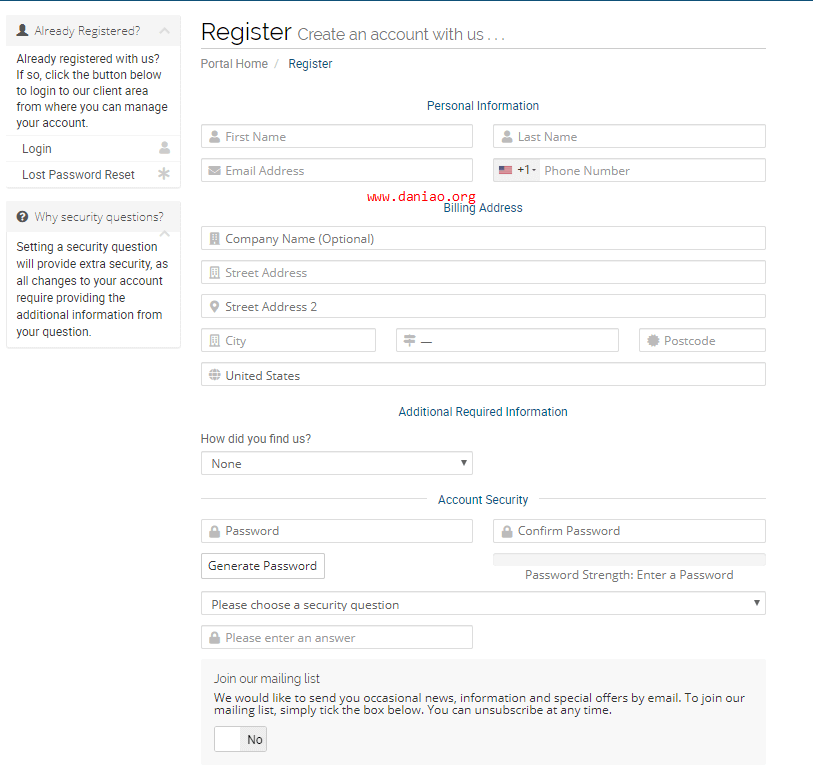 Already Registered?
Already registered with us?
If so, click the button below
to login to our client area
from where you can manage
your account.
Login
Lost Password Reset
Why security questions?
Setting a security question
will provide extra security, as
all changes to your account
require providing the
additional information from
your question.
Register Create an account with us . . .
Portal Home / Register
Personal Information
First Name
Last Name
Email Address
+1
Phone Number
www.daniao.org
Billing Address
Company Name (Optional)
Street Address
Street Address 2
City
—
Postcode
United States
Additional Required Information
How did you find us?
None
Account Security
Password
Confirm Password
Generate Password
Password Strength: Enter a Password
Please choose a security question
Please enter an answer
Join our mailing list
We would like to send you occasional news, information and special offers by email. To join our
mailing list, simply tick the box below. You can unsubscribe at any time.
No